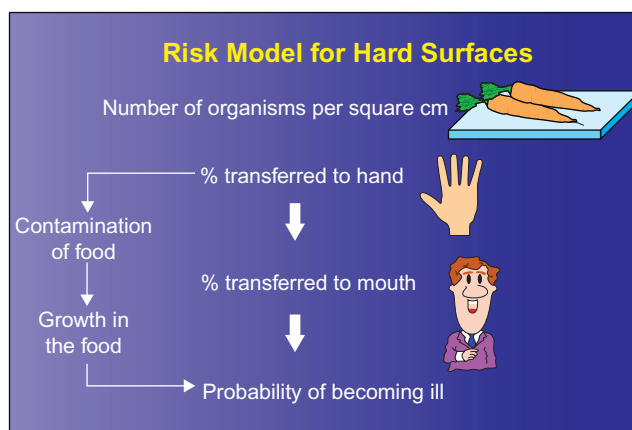 Risk Model for Hard Surfaces
Number of organisms per square cm
% transferred to hand
Contamination
of food
% transferred to mouth
Growth in
the food
Probability of becoming ill